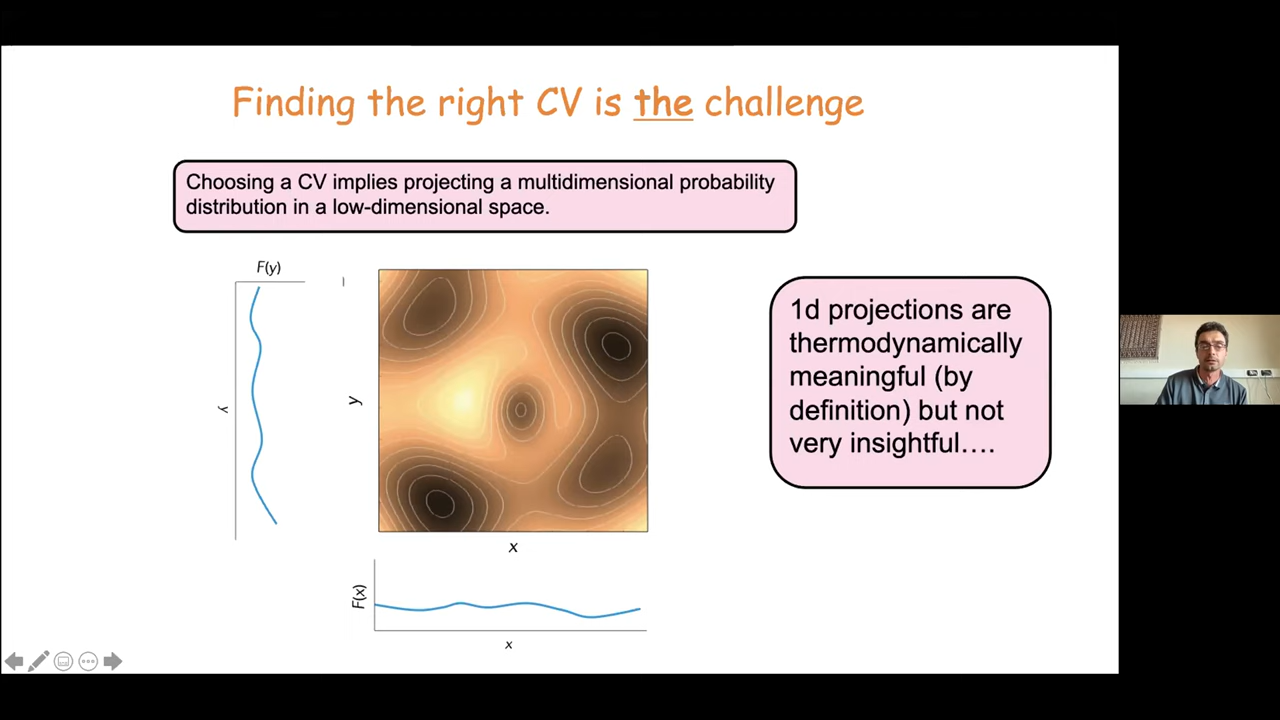 Finding the right CV is the challenge
Choosing a CV implies projecting a multidimensional probability
distribution in a low-dimensional space.
F(y)
y
y
x
F(x)
x
1d projections are
thermodynamically
meaningful (by
definition) but not
very insightful....